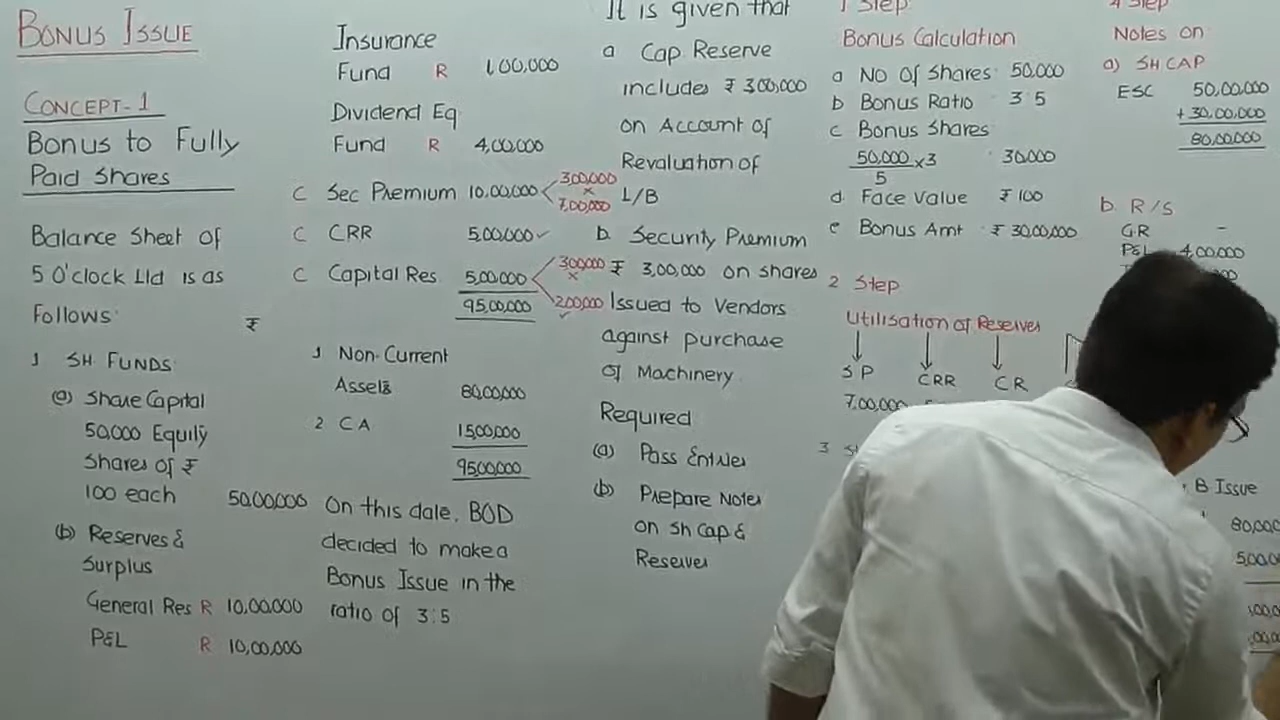 BONUS ISSUE
CONCEPT-1
Bonus to Fully
Paid shares
Balance Sheet of
5 O'clock Ltd is as
Follows: ₹
1 SH. FUNDS:
(a) Share Capital
50,000 Equity
Shares of ₹
100 each 50,00,000
(b) Reserves &
Surplus
General Res R 10,00,000
P&L R 10,00,000
Insurance
Fund R 1,00,000
Dividend Eq
Fund R 4,00,000
C Sec Premium 10,00,000 < 3,00,000 ×
7,00,000
C CRR 5,00,000 ✓
C Capital Res 5,00,000 < 300,000 ×
200,000 ✓
95,00,000
1 Non-Current
Assets 80,00,000
2 CA 15,00,000
9500,000
On this date, BOD
decided to make a
Bonus Issue in the
ratio of 3:5
It is given that
a Cap Reserve
includes ₹ 300,000
on Account of
Revaluation of
L/B
b. Security Premium
₹ 3,00,000 on shares
Issued to Vendors
against purchase
of Machinery
Required
(a) Pass Entries
(b) Prepare Notes
on Sh Cap &
Reserves
1 Step
Bonus Calculation
a No Of Shares 50,000
b Bonus Ratio 3:5
c Bonus Shares
50,000 × 3 30000
5
d. Face Value ₹ 100
e Bonus Amt ₹ 30,00,000
2 Step
Utilisation of Reserves
SP CRR CR
7,00,000
3
4 Step
Notes on
a) SH CAP
ESC 50,00,000
+ 30,00,000
80,00,000
b. R/S
GR -
P&L 4,00,000
B Issue